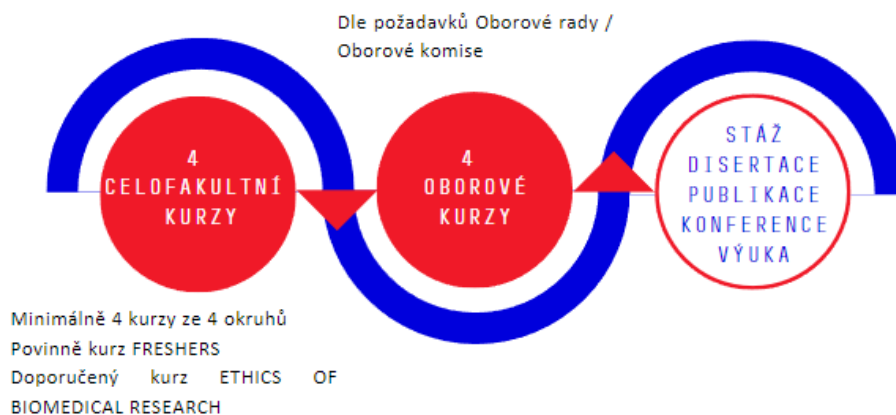 Dle požadavků Oborové rady /
Oborové komise
4
CELOFAKULTNÍ
KURZY
4
OBOROVÉ
KURZY
STÁŽ
DISERTACE
PUBLIKACE
KONFERENCE
VÝUKA
Minimálně 4 kurzy ze 4 okruhů
Povinně kurz FRESHERS
Doporučený kurz ETHICS OF
BIOMEDICAL RESEARCH